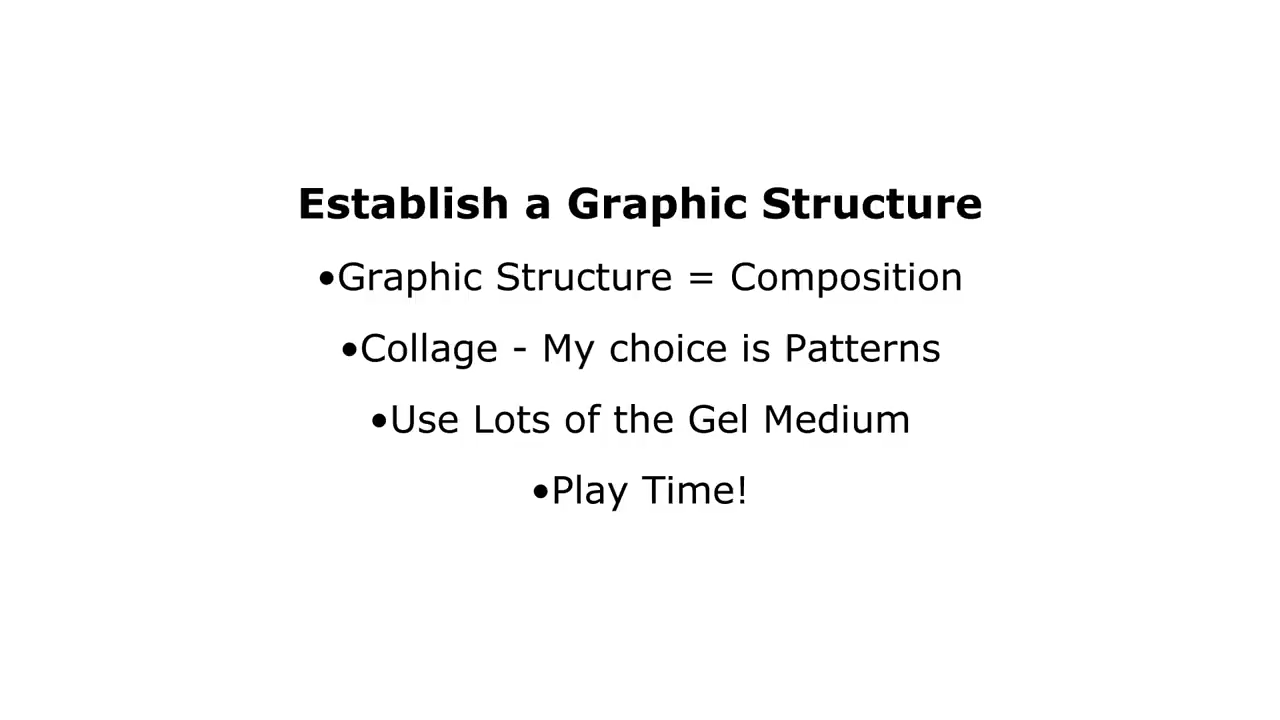 Establish a Graphic Structure
•Graphic Structure = Composition
•Collage - My choice is Patterns
•Use Lots of the Gel Medium
•Play Time!